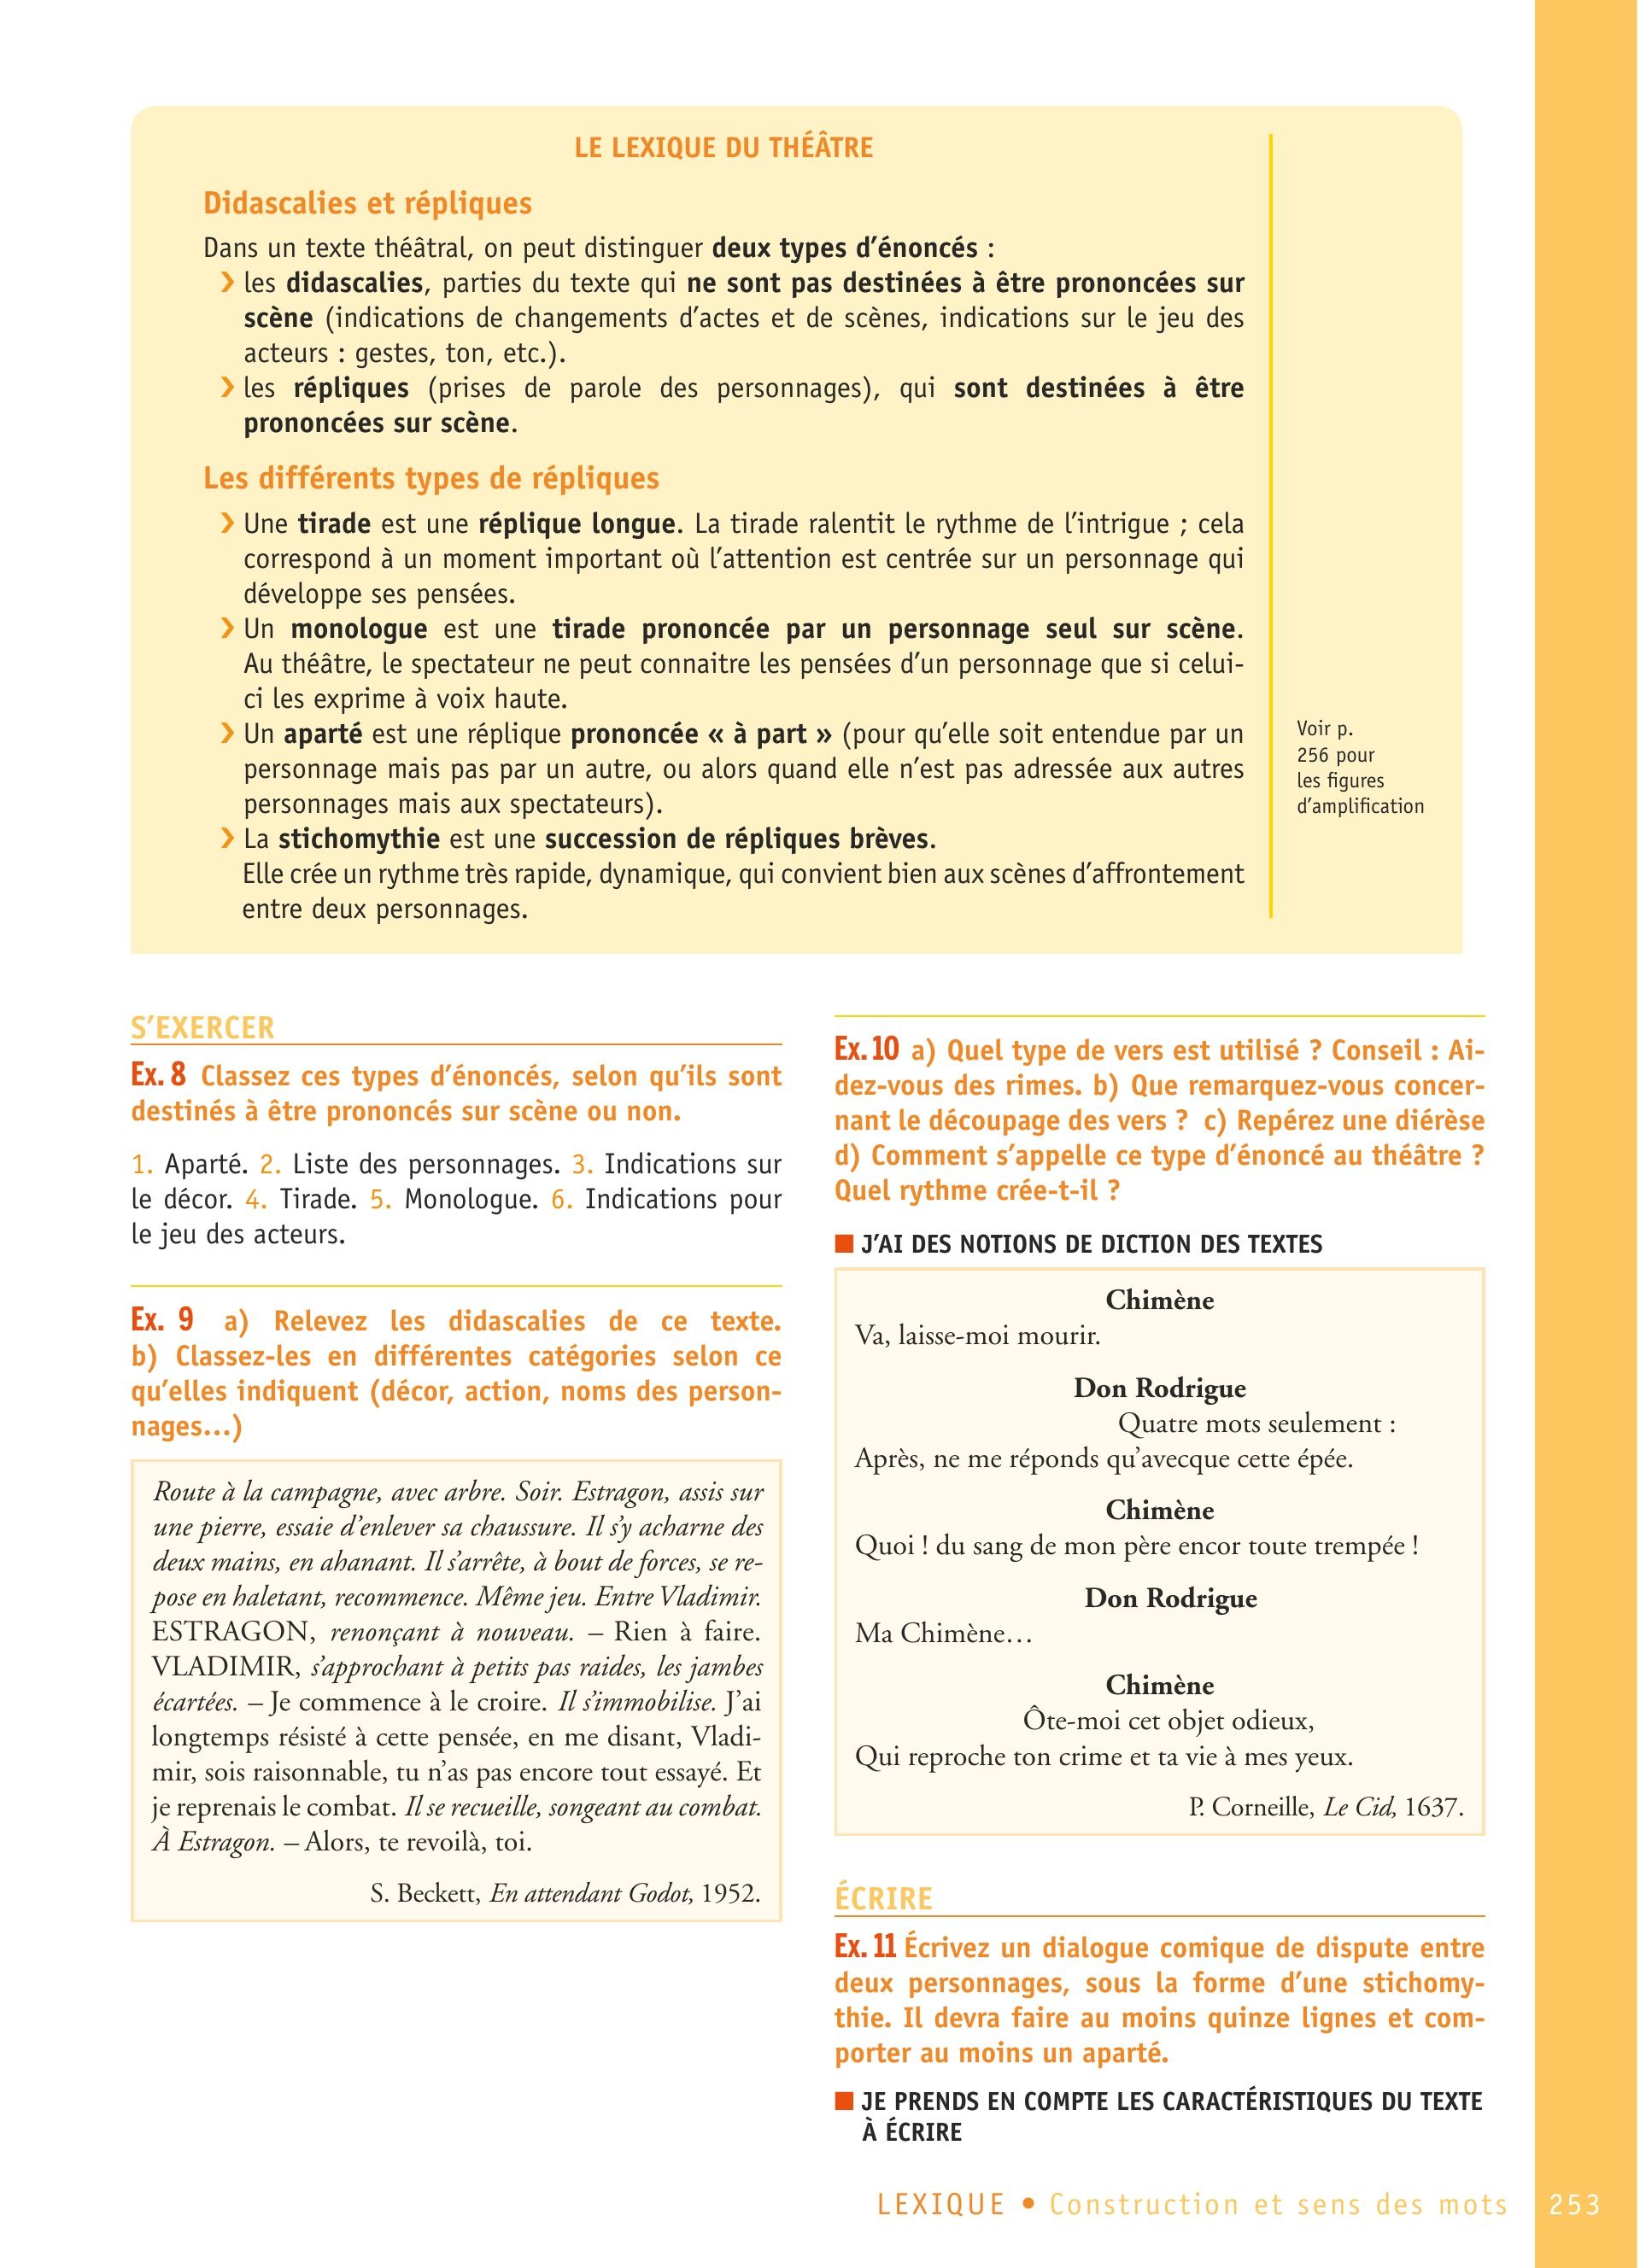 LE LEXIQUE DU THÉÂTRE
Didascalies et répliques
Dans un texte théâtral, on peut distinguer deux types d’énoncés :
❯ les didascalies, parties du texte qui ne sont pas destinées à être prononcées sur
scène (indications de changements d’actes et de scènes, indications sur le jeu des
acteurs : gestes, ton, etc.).
❯ les répliques (prises de parole des personnages), qui sont destinées à être
prononcées sur scène.
Les différents types de répliques
❯ Une tirade est une réplique longue. La tirade ralentit le rythme de l’intrigue ; cela
correspond à un moment important où l’attention est centrée sur un personnage qui
développe ses pensées.
❯ Un monologue est une tirade prononcée par un personnage seul sur scène.
Au théâtre, le spectateur ne peut connaitre les pensées d’un personnage que si celui-
ci les exprime à voix haute.
❯ Un aparté est une réplique prononcée « à part » (pour qu’elle soit entendue par un
personnage mais pas par un autre, ou alors quand elle n’est pas adressée aux autres
personnages mais aux spectateurs).
❯ La stichomythie est une succession de répliques brèves.
Elle crée un rythme très rapide, dynamique, qui convient bien aux scènes d’affrontement
entre deux personnages.
Voir p.
256 pour
les figures
d’amplification
S’EXERCER
Ex. 8 Classez ces types d’énoncés, selon qu’ils sont
destinés à être prononcés sur scène ou non.
1. Aparté. 2. Liste des personnages. 3. Indications sur
le décor. 4. Tirade. 5. Monologue. 6. Indications pour
le jeu des acteurs.
Ex. 9 a) Relevez les didascalies de ce texte.
b) Classez-les en différentes catégories selon ce
qu’elles indiquent (décor, action, noms des person-
nages...)
Route à la campagne, avec arbre. Soir. Estragon, assis sur
une pierre, essaie d’enlever sa chaussure. Il s’y acharne des
deux mains, en ahanant. Il s’arrête, à bout de forces, se re-
pose en haletant, recommence. Même jeu. Entre Vladimir.
ESTRAGON, renonçant à nouveau. – Rien à faire.
VLADIMIR, s’approchant à petits pas raides, les jambes
écartées. – Je commence à le croire. Il s’immobilise. J’ai
longtemps résisté à cette pensée, en me disant, Vladi-
mir, sois raisonnable, tu n’as pas encore tout essayé. Et
je reprenais le combat. Il se recueille, songeant au combat.
À Estragon. – Alors, te revoilà, toi.
S. Beckett, En attendant Godot, 1952.
Ex. 10 a) Quel type de vers est utilisé ? Conseil : Ai-
dez-vous des rimes. b) Que remarquez-vous concer-
nant le découpage des vers ? c) Repérez une diérèse
d) Comment s’appelle ce type d’énoncé au théâtre ?
Quel rythme crée-t-il ?
■ J’AI DES NOTIONS DE DICTION DES TEXTES
Chimène
Va, laisse-moi mourir.
Don Rodrigue
Quatre mots seulement :
Après, ne me réponds qu’avecque cette épée.
Chimène
Quoi ! du sang de mon père encor toute trempée !
Don Rodrigue
Ma Chimène…
Chimène
Ôte-moi cet objet odieux,
Qui reproche ton crime et ta vie à mes yeux.
P. Corneille, Le Cid, 1637.
ÉCRIRE
Ex. 11 Écrivez un dialogue comique de dispute entre
deux personnages, sous la forme d’une stichomy-
thie. Il devra faire au moins quinze lignes et com-
porter au moins un aparté.
■ JE PRENDS EN COMPTE LES CARACTÉRISTIQUES DU TEXTE
À ÉCRIRE
LEXIQUE • Construction et sens des mots 253